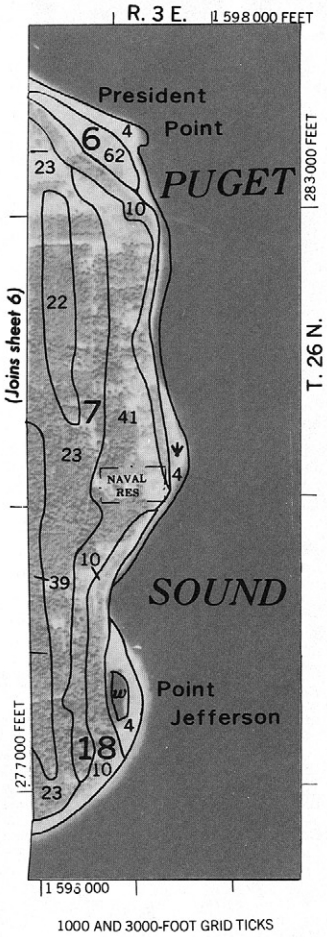 R. 3 E.
1 598 000 FEET
President
Point
4
6
62
23
10
PUGET
283 000 FEET
22
(Joins sheet 6)
T. 26 N.
7
41
23
4
NAVAL
RES
10
39
SOUND
w
Point
Jefferson
4
277 000 FEET
18
10
23
1 595 000
1000 AND 3000-FOOT GRID TICKS